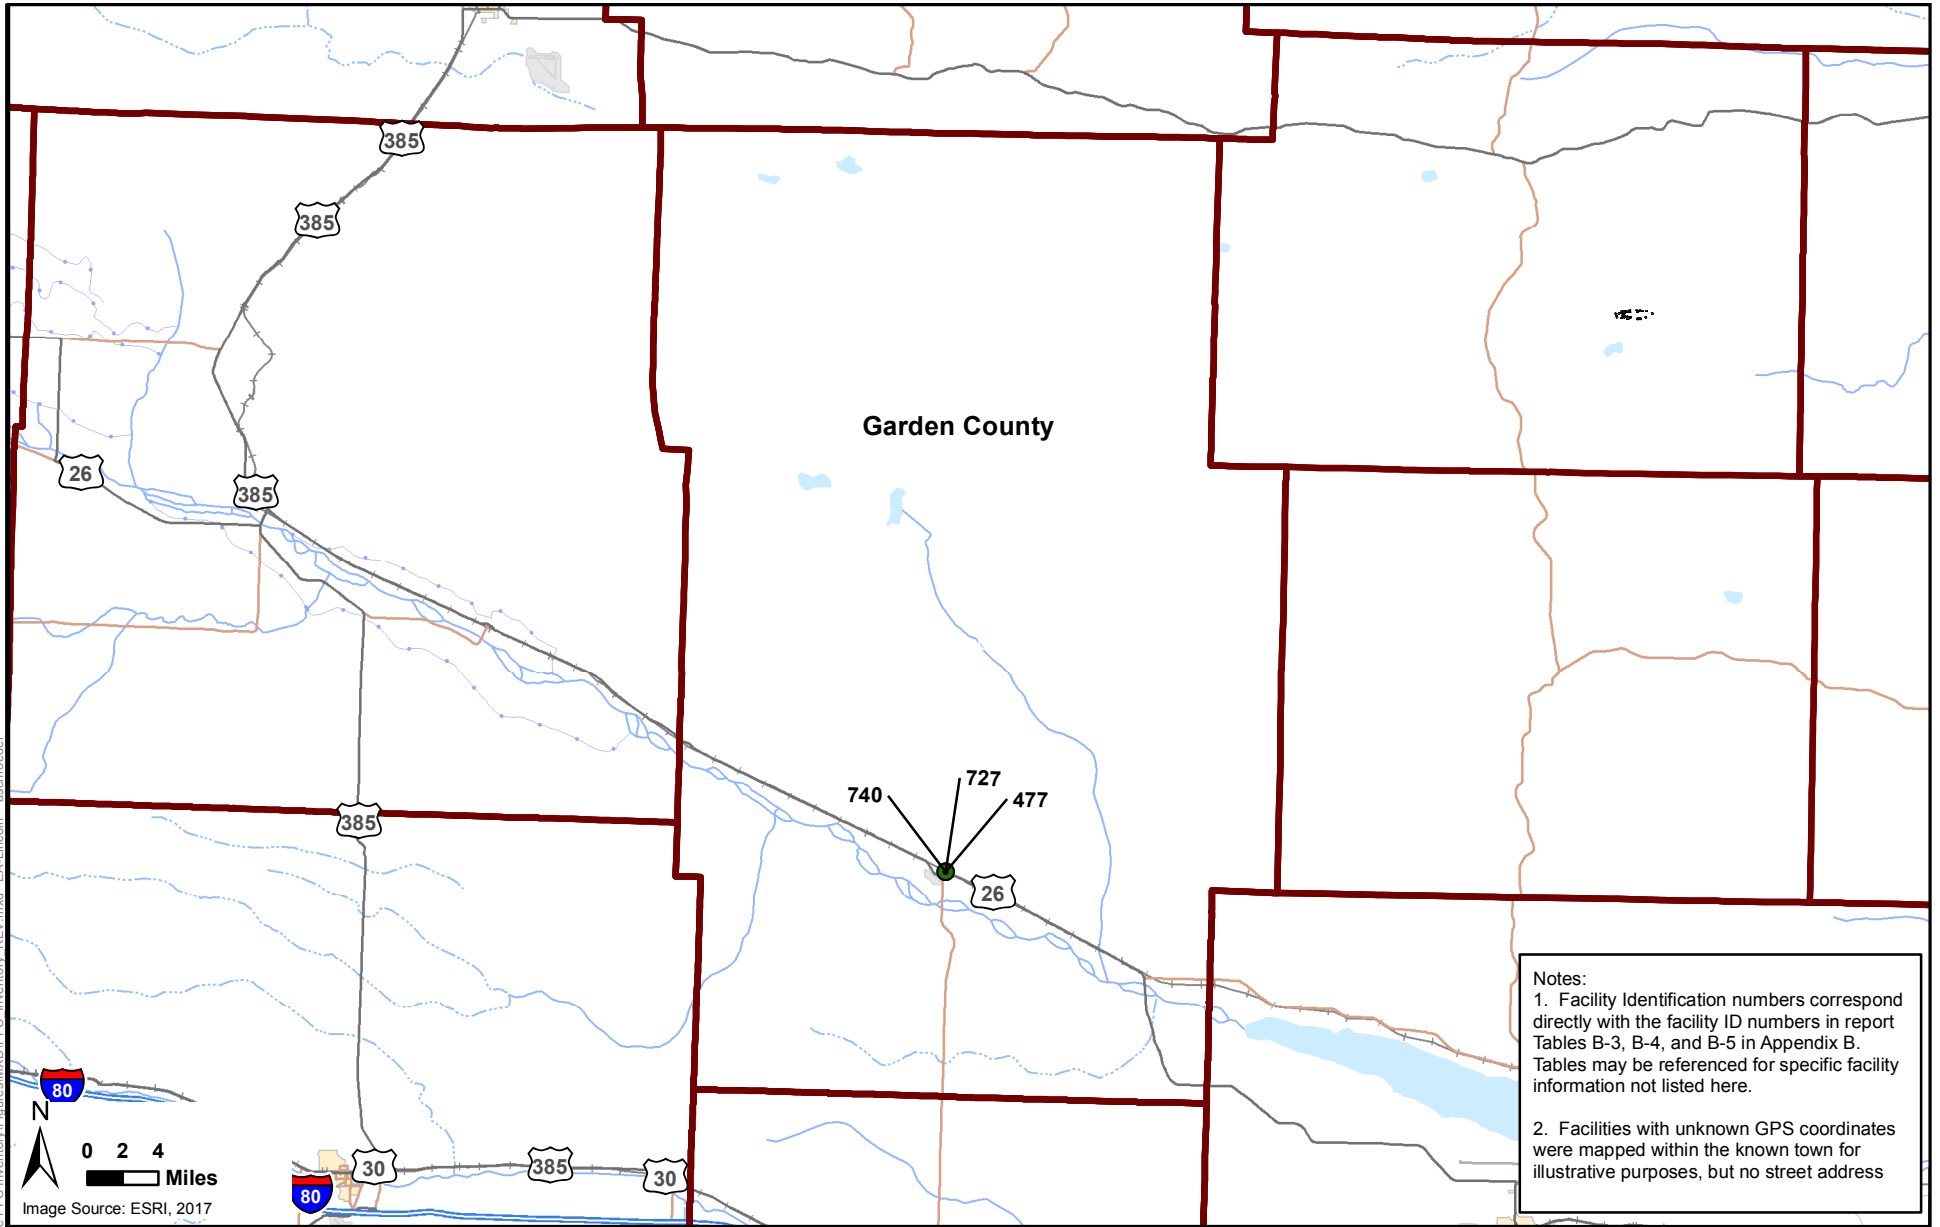 385
385
Garden County
26
385
727
740
477
385
26
80
N
0 2 4
Miles
Image Source: ESRI, 2017
30
385
30
80
Notes:
1. Facility Identification numbers correspond
directly with the facility ID numbers in report
Tables B-3, B-4, and B-5 in Appendix B.
Tables may be referenced for specific facility
information not listed here.
2. Facilities with unknown GPS coordinates
were mapped within the known town for
illustrative purposes, but no street address